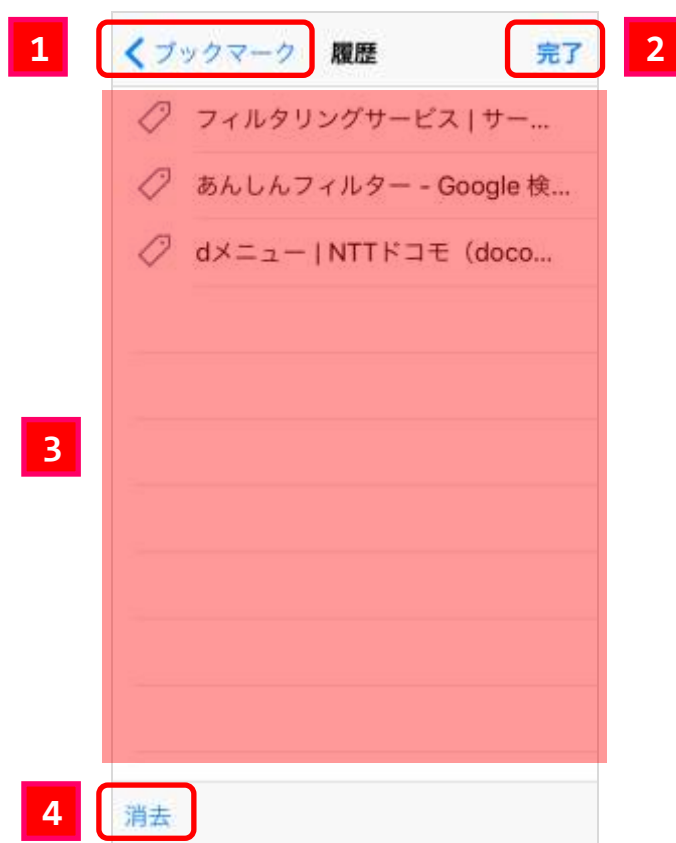 1 ブックマーク 履歴 完了 2
フィルタリングサービス | サー...
あんしんフィルター - Google 検...
dメニュー | NTTドコモ（doco...
3
4 消去